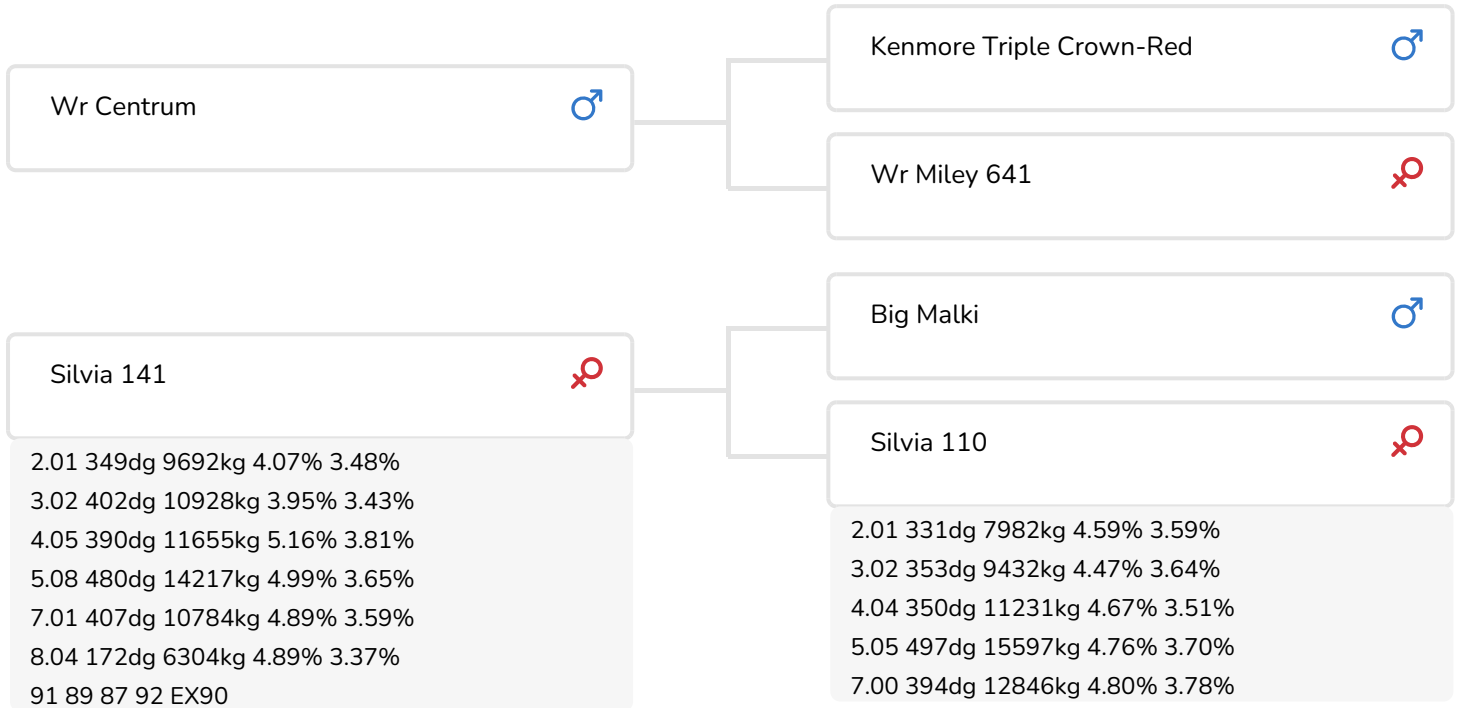 Wr Centrum
Kenmore Triple Crown-Red
Wr Miley 641
Silvia 141
2.01 349dg 9692kg 4.07% 3.48%
3.02 402dg 10928kg 3.95% 3.43%
4.05 390dg 11655kg 5.16% 3.81%
5.08 480dg 14217kg 4.99% 3.65%
7.01 407dg 10784kg 4.89% 3.59%
8.04 172dg 6304kg 4.89% 3.37%
91 89 87 92 EX90
Big Malki
Silvia 110
2.01 331dg 7982kg 4.59% 3.59%
3.02 353dg 9432kg 4.47% 3.64%
4.04 350dg 11231kg 4.67% 3.51%
5.05 497dg 15597kg 4.76% 3.70%
7.00 394dg 12846kg 4.80% 3.78%